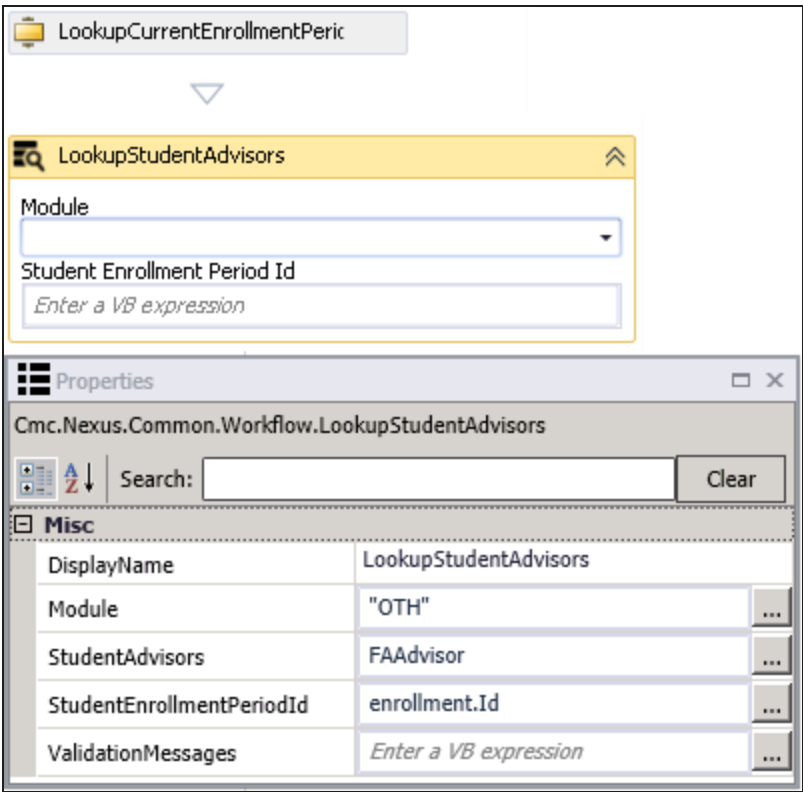 LookupCurrentEnrollmentPeric
LookupStudentAdvisors
Module
Student Enrollment Period Id
Enter a VB expression
Properties
Cmc.Nexus.Common.Workflow.LookupStudentAdvisors
A Z Search: Clear
Misc
DisplayName LookupStudentAdvisors
Module "OTH" ...
StudentAdvisors FAAdvisor ...
StudentEnrollmentPeriodId enrollment.Id ...
ValidationMessages Enter a VB expression ...